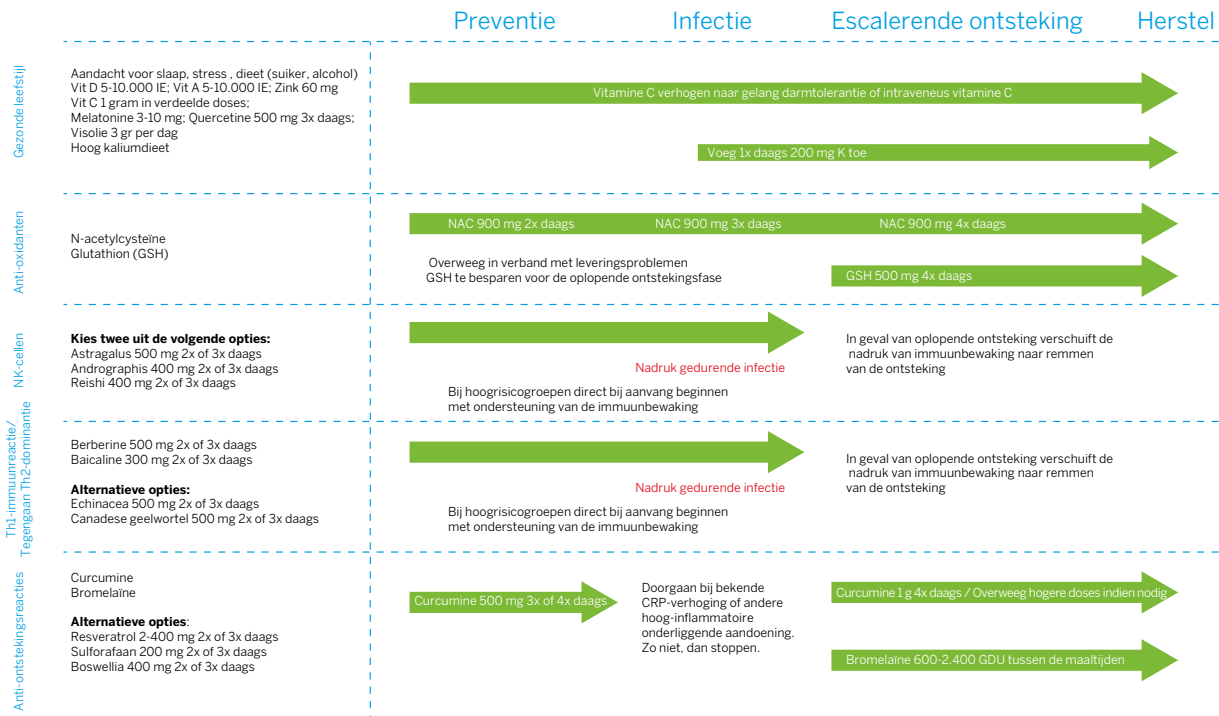 Preventie
Infectie
Escalerende ontsteking
Herstel
Gezonde leefstijl
Aandacht voor slaap, stress , dieet (suiker, alcohol)
Vit D 5-10.000 IE; Vit A 5-10.000 IE; Zink 60 mg
Vit C 1 gram in verdeelde doses;
Melatonine 3-10 mg; Quercetine 500 mg 3x daags;
Visolie 3 gr per dag
Hoog kaliumdieet
Vitamine C verhogen naar gelang darmtolerantie of intraveneus vitamine C
Voeg 1x daags 200 mg K toe
Anti-oxidanten
N-acetylcysteïne
Glutathion (GSH)
NAC 900 mg 2x daags
NAC 900 mg 3x daags
NAC 900 mg 4x daags
Overweeg in verband met leveringsproblemen
GSH te besparen voor de oplopende ontstekingsfase
GSH 500 mg 4x daags
NK-cellen
Kies twee uit de volgende opties:
Astragalus 500 mg 2x of 3x daags
Andrographis 400 mg 2x of 3x daags
Reishi 400 mg 2x of 3x daags
Nadruk gedurende infectie
Bij hoogrisicogroepen direct bij aanvang beginnen
met ondersteuning van de immuunbewaking
In geval van oplopende ontsteking verschuift de
nadruk van immuunbewaking naar remmen
van de ontsteking
Th1-immuunreactie/
Tegengaan Th2-dominantie
Berberine 500 mg 2x of 3x daags
Baicaline 300 mg 2x of 3x daags
Alternatieve opties:
Echinacea 500 mg 2x of 3x daags
Canadese geelwortel 500 mg 2x of 3x daags
Nadruk gedurende infectie
Bij hoogrisicogroepen direct bij aanvang beginnen
met ondersteuning van de immuunbewaking
In geval van oplopende ontsteking verschuift de
nadruk van immuunbewaking naar remmen
van de ontsteking
Anti-ontstekingsreacties
Curcumine
Bromelaïne
Alternatieve opties:
Resveratrol 2-400 mg 2x of 3x daags
Sulforafaan 200 mg 2x of 3x daags
Boswellia 400 mg 2x of 3x daags
Curcumine 500 mg 3x of 4x daags
Doorgaan bij bekende
CRP-verhoging of andere
hoog-inflammatoire
onderliggende aandoening.
Zo niet, dan stoppen.
Curcumine 1 g 4x daags / Overweeg hogere doses indien nodig
Bromelaïne 600-2.400 GDU tussen de maaltijden